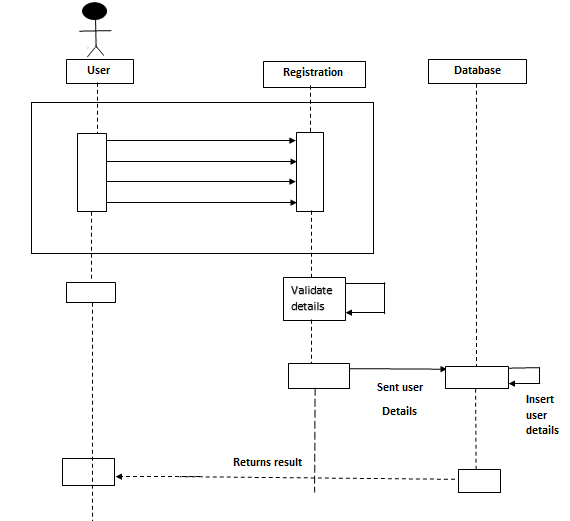 User
Registration
Database
Validate
details
Sent user
Details
Insert
user
details
Returns result